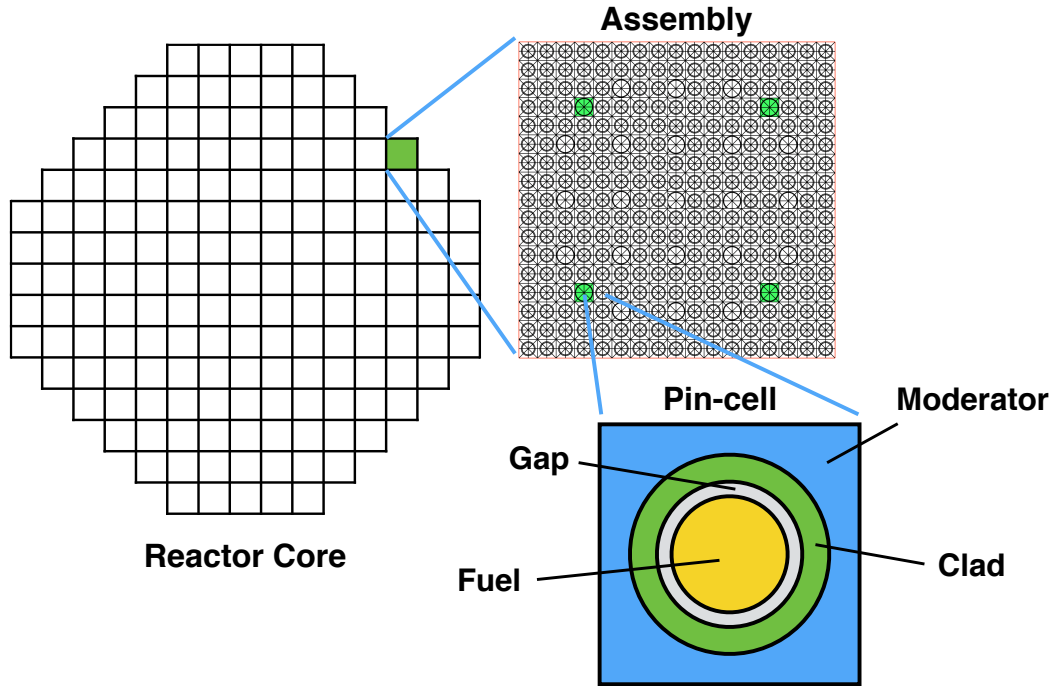 Assembly
Pin-cell
Moderator
Gap
Reactor Core
Fuel
Clad